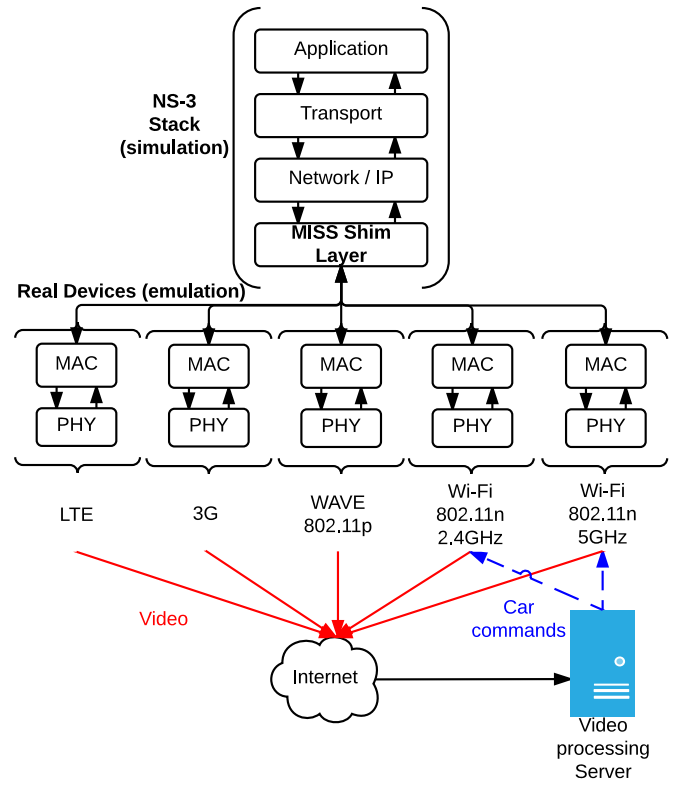 Application
NS-3
Stack
(simulation)
Transport
Network / IP
MISS Shim
Layer
Real Devices (emulation)
MAC
MAC
MAC
MAC
MAC
PHY
PHY
PHY
PHY
PHY
LTE
3G
WAVE
802.11p
Wi-Fi
802.11n
2.4GHz
Wi-Fi
802.11n
5GHz
Video
Car
commands
Internet
Video
processing
Server